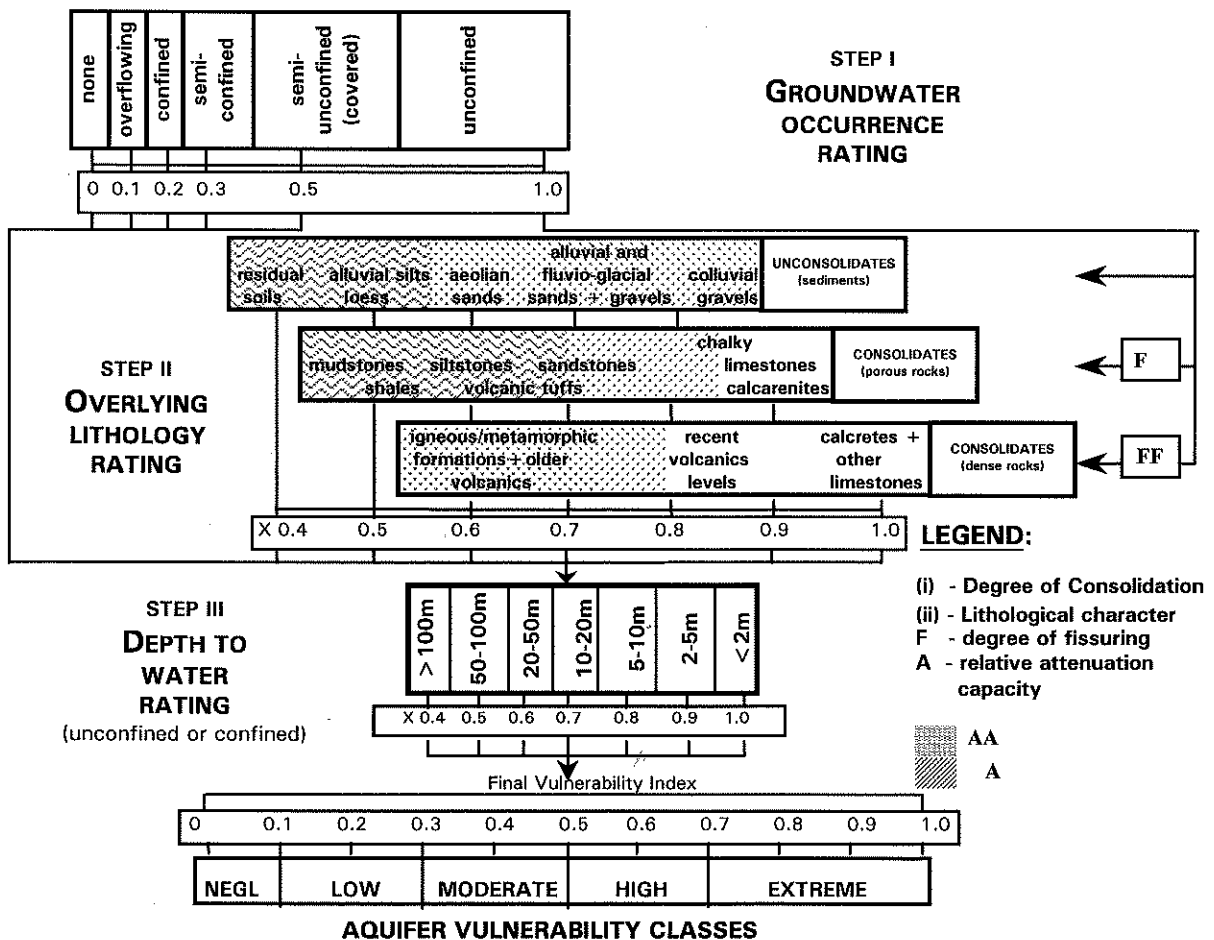 none
overflowing
confined
semi-
confined
semi-
unconfined
(covered)
unconfined
STEP I
GROUNDWATER
OCCURRENCE
RATING
0 0.1 0.2 0.3 0.5 1.0
residual
soils
alluvial silts
loess
aeolian
sands
alluvial and
fluvio-glacial
sands + gravels
colluvial
gravels
UNCONSOLIDATES
(sediments)
STEP II
OVERLYING
LITHOLOGY
RATING
mudstones
shales
siltstones
volcanic tuffs
sandstones
chalky
limestones
calcarenites
CONSOLIDATES
(porous rocks)
F
igneous/metamorphic
formations + older
volcanics
recent
volcanics
levels
calcretes +
other
limestones
CONSOLIDATES
(dense rocks)
FF
X 0.4 0.5 0.6 0.7 0.8 0.9 1.0
LEGEND:
(i) - Degree of Consolidation
(ii) - Lithological character
F - degree of fissuring
A - relative attenuation
capacity
AA
A
STEP III
DEPTH TO
WATER
RATING
(unconfined or confined)
> 100m
50-100m
20-50m
10-20m
5-10m
2-5m
< 2m
X 0.4 0.5 0.6 0.7 0.8 0.9 1.0
Final Vulnerability Index
0 0.1 0.2 0.3 0.4 0.5 0.6 0.7 0.8 0.9 1.0
NEGL LOW MODERATE HIGH EXTREME
AQUIFER VULNERABILITY CLASSES